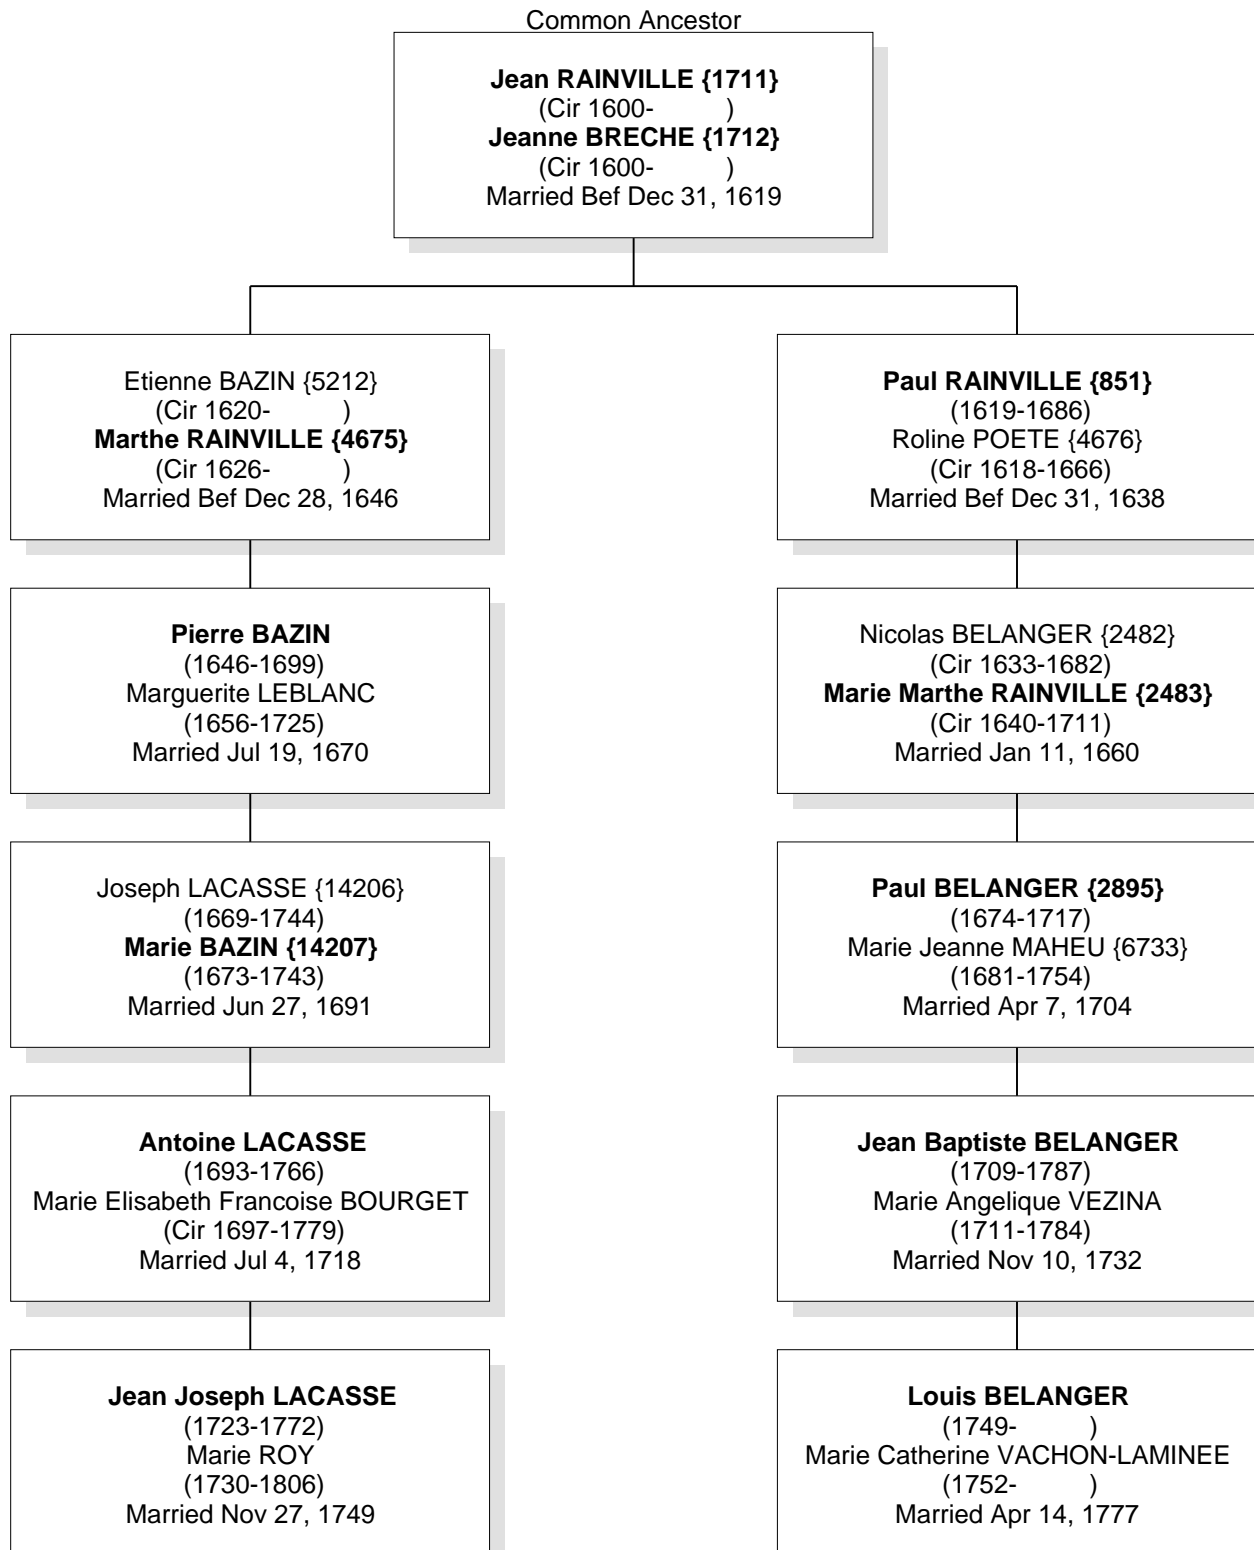 Common Ancestor
Jean RAINVILLE {1711}
(Cir 1600- )
Jeanne BRECHE {1712}
(Cir 1600- )
Married Bef Dec 31, 1619
Etienne BAZIN {5212}
(Cir 1620- )
Marthe RAINVILLE {4675}
(Cir 1626- )
Married Bef Dec 28, 1646
Paul RAINVILLE {851}
(1619-1686)
Roline POETE {4676}
(Cir 1618-1666)
Married Bef Dec 31, 1638
Pierre BAZIN
(1646-1699)
Marguerite LEBLANC
(1656-1725)
Married Jul 19, 1670
Nicolas BELANGER {2482}
(Cir 1633-1682)
Marie Marthe RAINVILLE {2483}
(Cir 1640-1711)
Married Jan 11, 1660
Joseph LACASSE {14206}
(1669-1744)
Marie BAZIN {14207}
(1673-1743)
Married Jun 27, 1691
Paul BELANGER {2895}
(1674-1717)
Marie Jeanne MAHEU {6733}
(1681-1754)
Married Apr 7, 1704
Antoine LACASSE
(1693-1766)
Marie Elisabeth Francoise BOURGET
(Cir 1697-1779)
Married Jul 4, 1718
Jean Baptiste BELANGER
(1709-1787)
Marie Angelique VEZINA
(1711-1784)
Married Nov 10, 1732
Jean Joseph LACASSE
(1723-1772)
Marie ROY
(1730-1806)
Married Nov 27, 1749
Louis BELANGER
(1749- )
Marie Catherine VACHON-LAMINEE
(1752- )
Married Apr 14, 1777